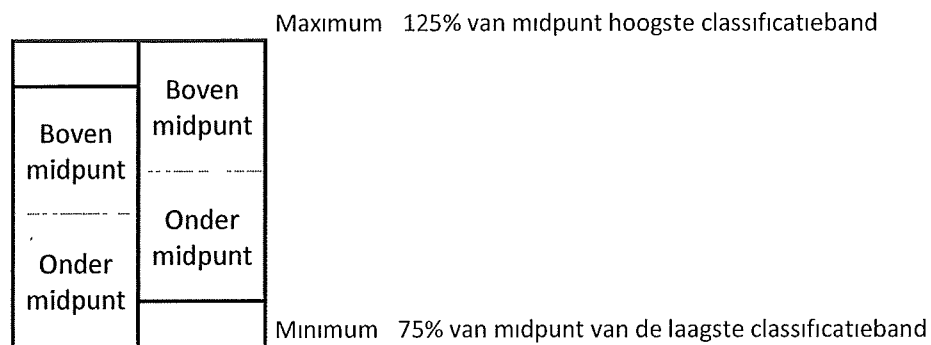 Maximum 125% van midpunt hoogste classificatieband
Boven
midpunt
Onder
midpunt
Boven
midpunt
Onder
midpunt
Minimum 75% van midpunt van de laagste classificatieband